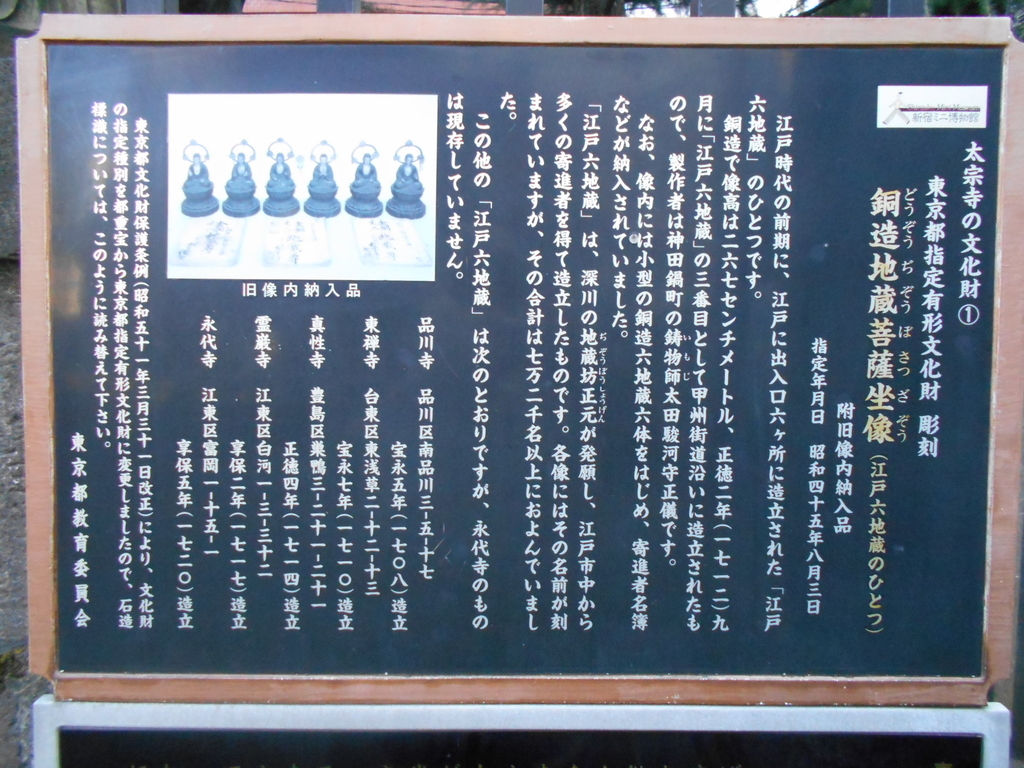 新宿ミニ博物館
太宗寺の文化財①
東京都指定有形文化財 彫刻
どうぞうじぞうぼさつざぞう
銅造地蔵菩薩坐像(江戸六地蔵のひとつ)
附旧像内納入品
指定年月日 昭和四十五年八月三日
江戸時代の前期に、江戸に出入口六ヶ所に造立された「江戸
六地蔵」のひとつです。
銅造で像高は二六七センチメートル、正徳二年(一七一二)九
月に「江戸六地蔵」の三番目として甲州街道沿いに造立されたも
ので、製作者は神田鍋町の鋳物師太田駿河守正儀です。
いもじ
なお、像内には小型の銅造六地蔵六体をはじめ、寄進者名簿
などが納入されていました。
「江戸六地蔵」は、深川の地蔵坊正元が発願し、江戸市中から
じぞうぼうしょうげん
多くの寄進者を得て造立したものです。各像にはその名前が刻
まれていますが、その合計は七万二千名以上におよんでいまし
た。
この他の「江戸六地蔵」は次のとおりですが、永代寺のもの
は現存していません。
旧像内納入品
品川寺 品川区南品川三-五-十七
宝永五年(一七〇八)造立
東禅寺 台東区東浅草二-十二-十三
宝永七年(一七一〇)造立
真性寺 豊島区巣鴨三-二十一-二十一
正徳四年(一七一四)造立
霊巌寺 江東区白河一-三-三十二
享保二年(一七一七)造立
永代寺 江東区富岡一-十五-一
享保五年(一七二〇)造立
東京都文化財保護条例(昭和五十一年三月三十一日改正)により、文化財
の指定種別を都重宝から東京都指定有形文化財に変更しましたので、石造
標識については、このように読み替えて下さい。
東京都教育委員会